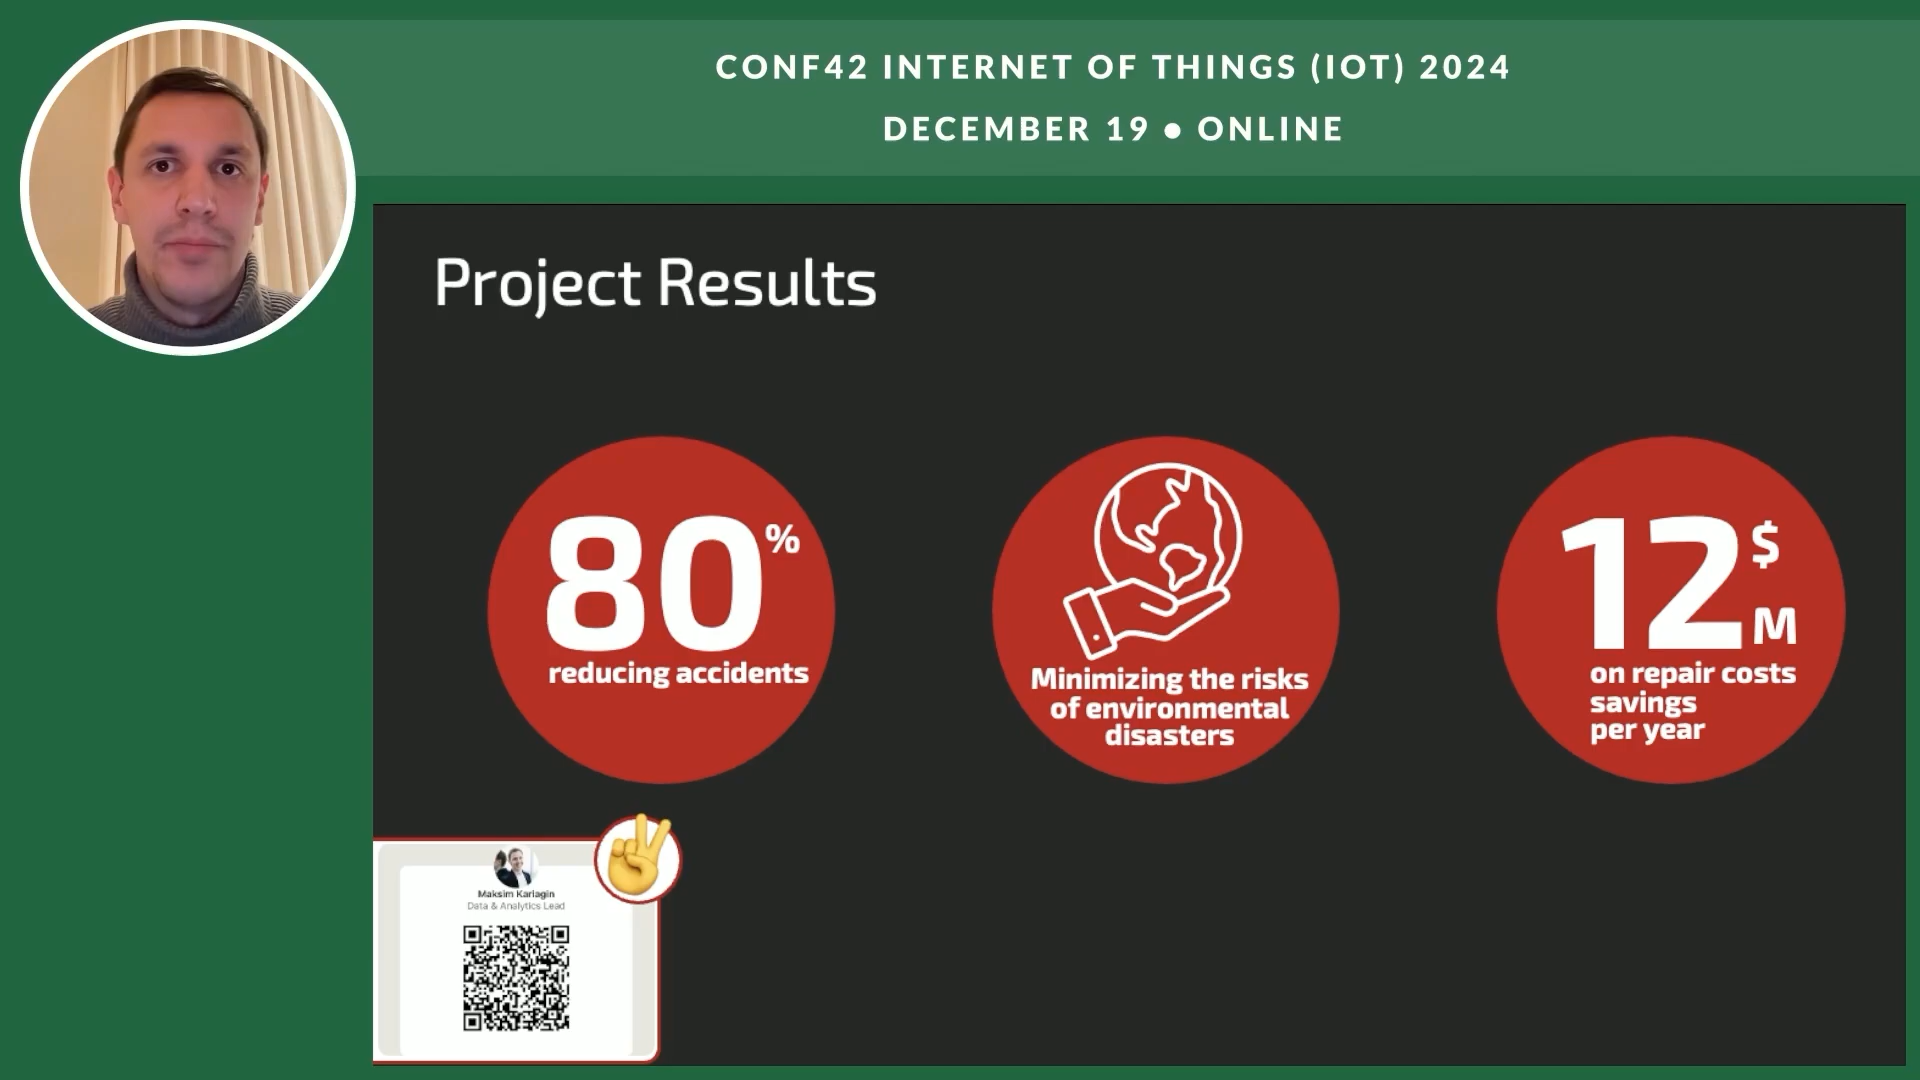 CONF42 INTERNET OF THINGS (IOT) 2024
DECEMBER 19 ● ONLINE
Project Results
80%
reducing accidents
Minimizing the risks
of environmental
disasters
12$
M
on repair costs
savings
per year
Maksim Karlagin
Data & Analytics Lead